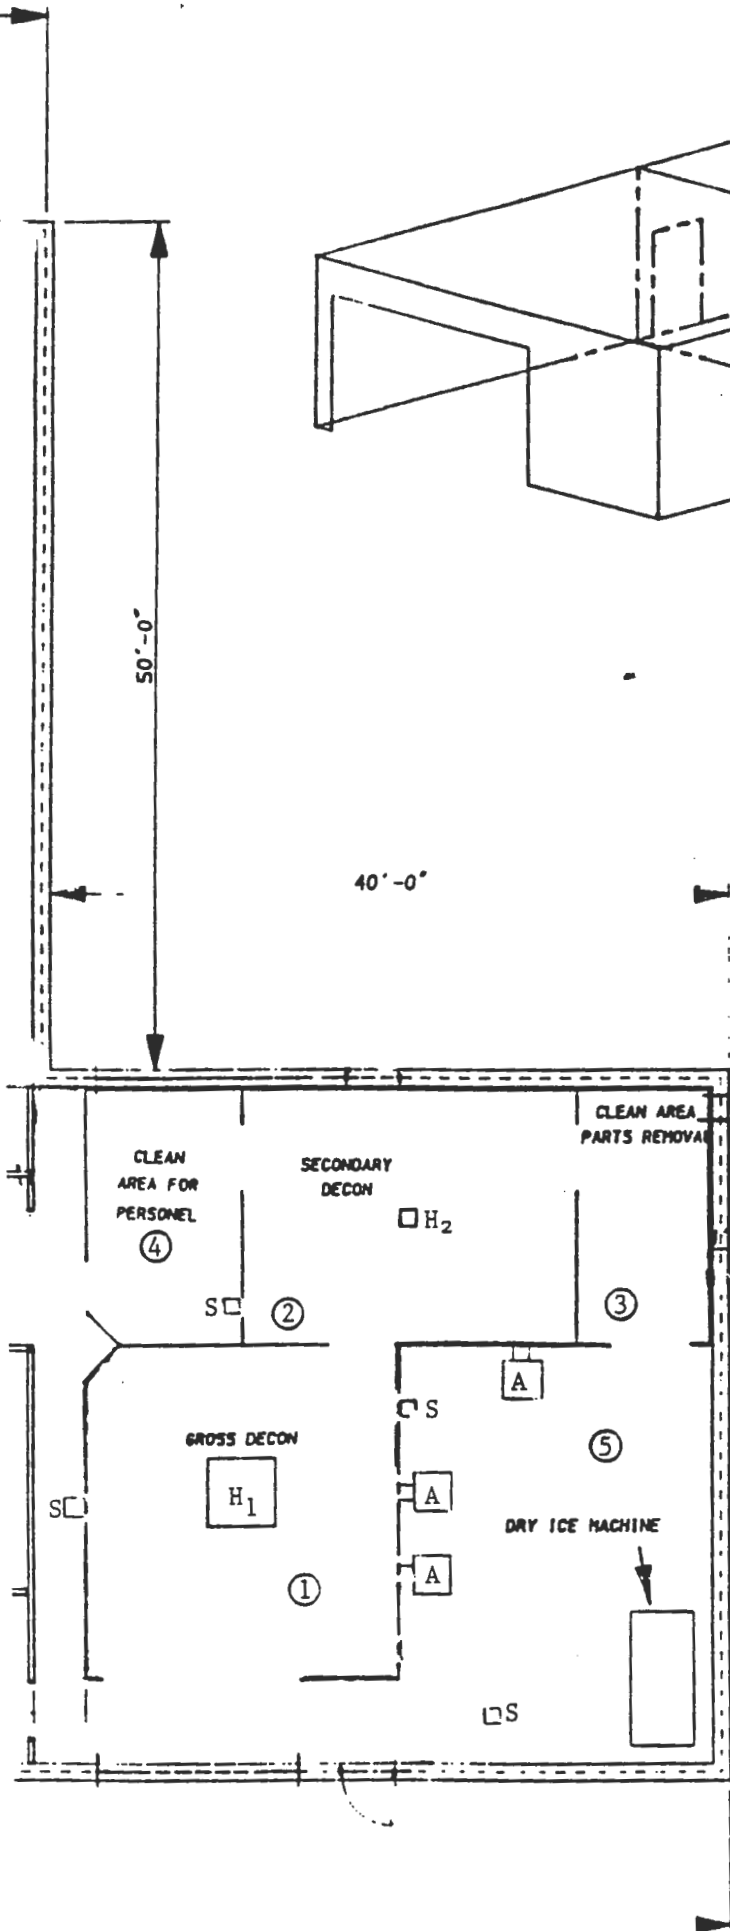 50'-0"
40'-0"
CLEAN AREA
PARTS REMOVAL
CLEAN
AREA FOR
PERSONEL
④
SECONDARY
DECON
H₂
S
②
③
A
S
⑤
GROSS DECON
H₁
S
A
DRY ICE MACHINE
A
①
S